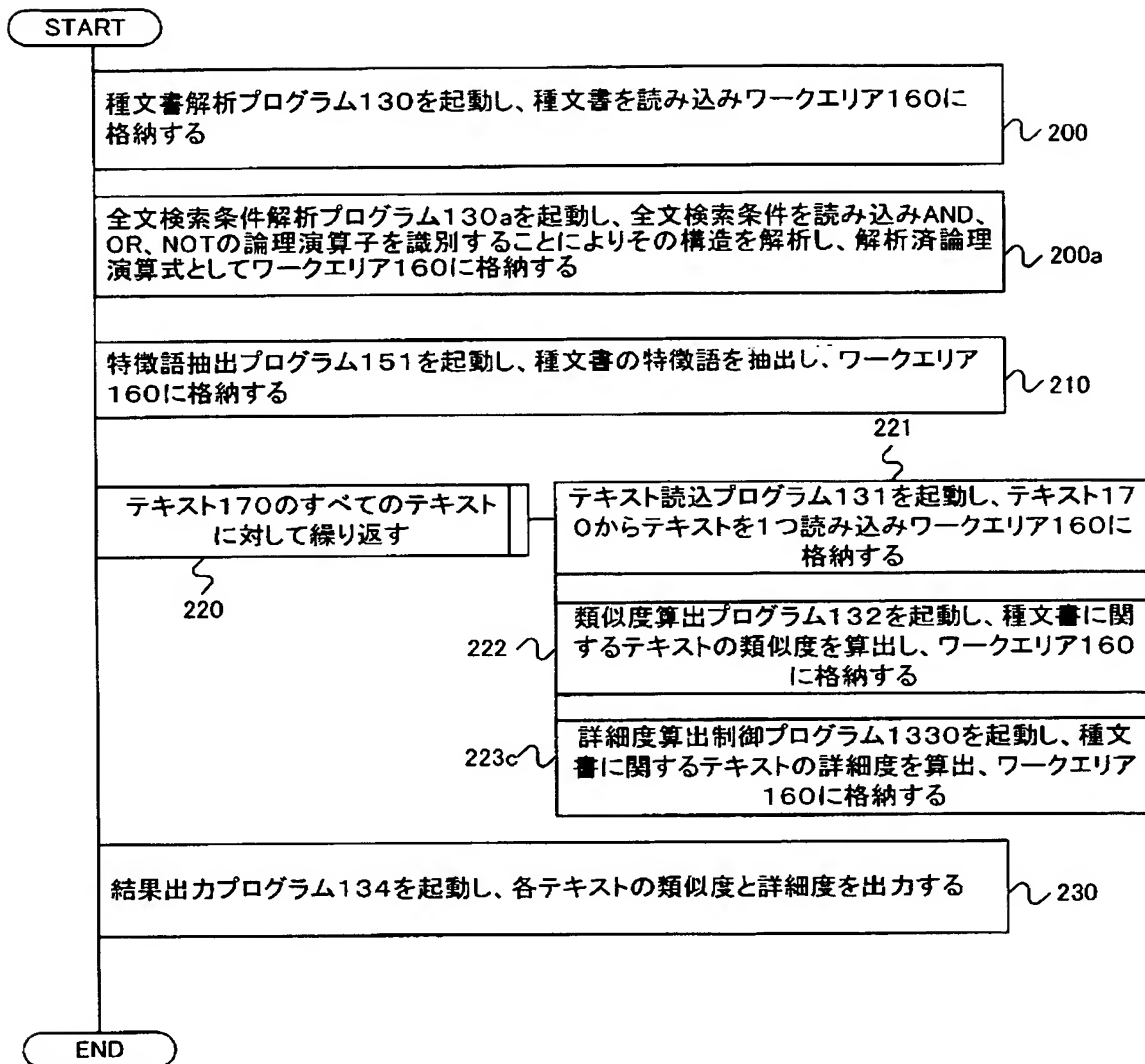 START
種文書解析プログラム130を起動し、種文書を読み込みワークエリア160に
格納する
200
全文検索条件解析プログラム130aを起動し、全文検索条件を読み込みAND、
OR、NOTの論理演算子を識別することによりその構造を解析し、解析済論理
演算式としてワークエリア160に格納する
200a
特徴語抽出プログラム151を起動し、種文書の特徴語を抽出し、ワークエリア
160に格納する
210
221
テキスト170のすべてのテキスト
に対して繰り返す
220
テキスト読込プログラム131を起動し、テキスト17
0からテキストを1つ読み込みワークエリア160に
格納する
類似度算出プログラム132を起動し、種文書に関
するテキストの類似度を算出し、ワークエリア160
に格納する
222
詳細度算出制御プログラム1330を起動し、種文
書に関するテキストの詳細度を算出、ワークエリア
160に格納する
223c
結果出力プログラム134を起動し、各テキストの類似度と詳細度を出力する
230
END